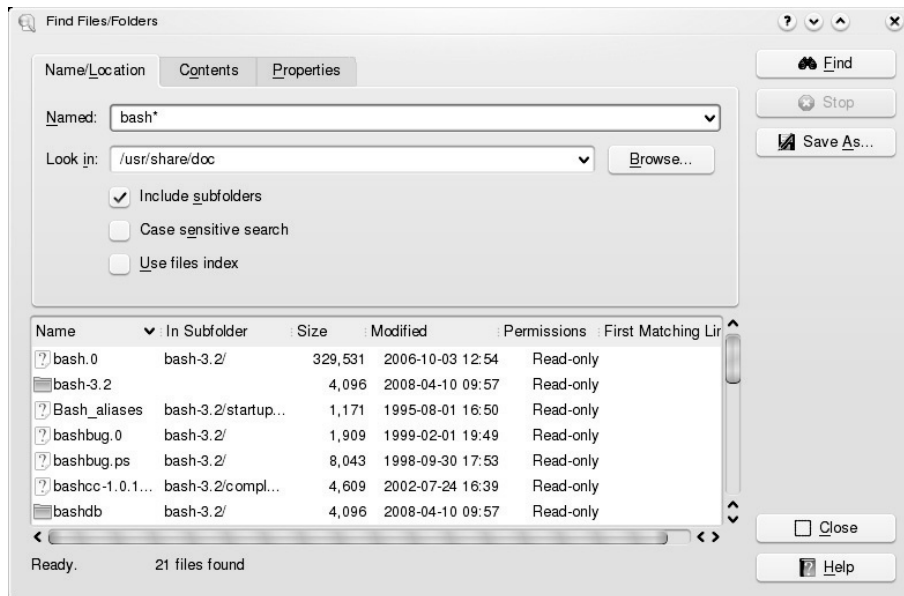 Find Files/Folders
Name/Location Contents Properties
Find
Named: bash*
Stop
Look in: /usr/share/doc Browse...
Save As...
Include subfolders
Case sensitive search
Use files index
Name In Subfolder Size Modified Permissions First Matching Lin
bash.0 bash-3.2/ 329,531 2006-10-03 12:54 Read-only
bash-3.2 4,096 2008-04-10 09:57 Read-only
Bash_aliases bash-3.2/startup... 1,171 1995-08-01 16:50 Read-only
bashbug.0 bash-3.2/ 1,909 1999-02-01 19:49 Read-only
bashbug.ps bash-3.2/ 8,043 1998-09-30 17:53 Read-only
bashcc-1.0.1... bash-3.2/compl... 4,609 2002-07-24 16:39 Read-only
bashdb bash-3.2/ 4,096 2008-04-10 09:57 Read-only
Close
Ready. 21 files found
Help